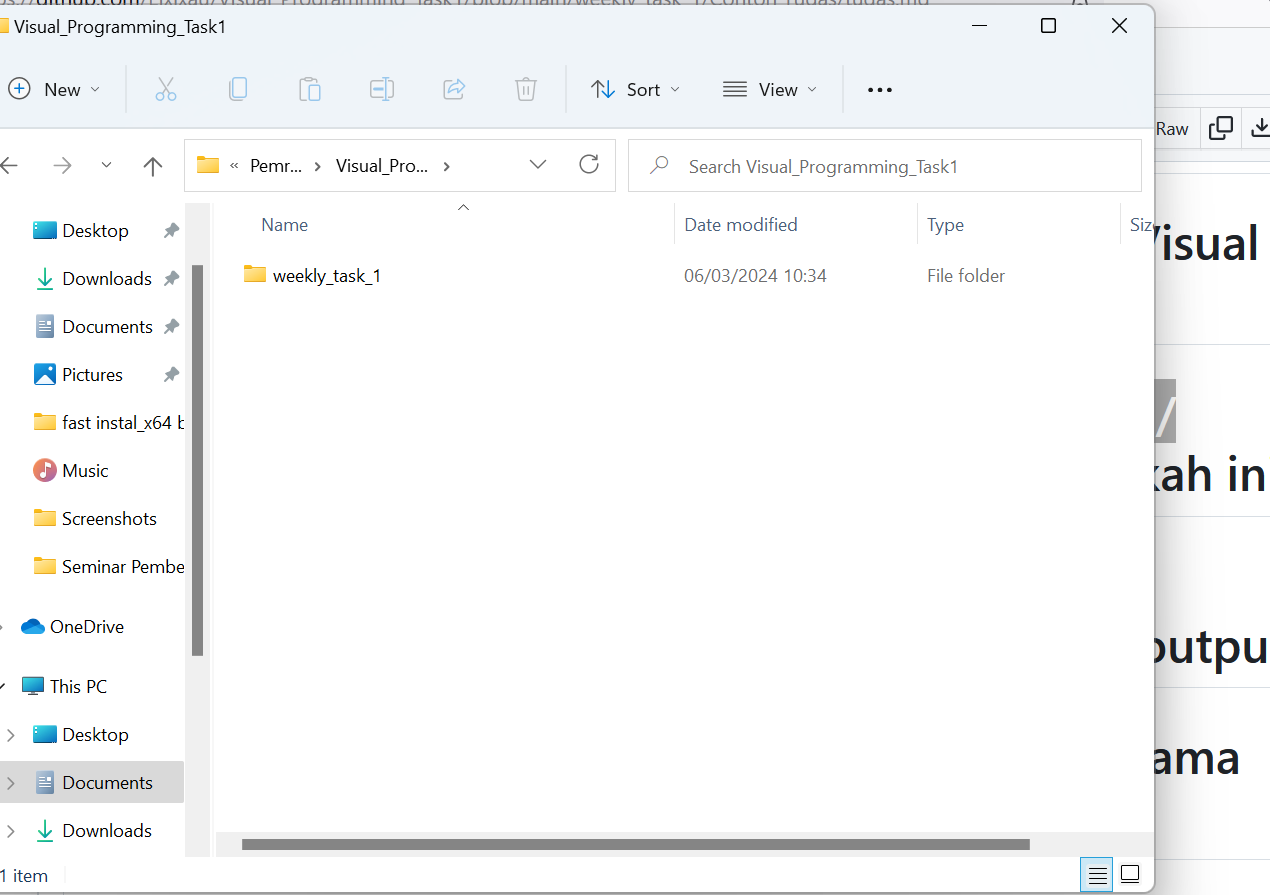 Visual_Programming_Task1
New
Sort
View
Raw
« Pemr... > Visual_Pro... >
Search Visual_Programming_Task1
Name
Date modified
Type
weekly_task_1
06/03/2024 10:34
File folder
Desktop
Downloads
Documents
Pictures
fast instal_x64 b
Music
Screenshots
Seminar Pembe
OneDrive
This PC
Desktop
Documents
Downloads
1 item
Visual
/
kah in
outpu
ama